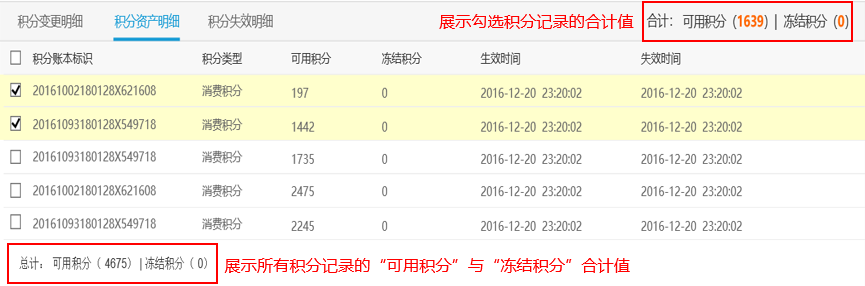 积分变更明细 积分资产明细 积分失效明细 展示勾选积分记录的合计值 合计: 可用积分 (1639) | 冻结积分 (0)
积分账本标识 积分类型 可用积分 冻结积分 生效时间 失效时间
20161002180128X621608 消费积分 197 0 2016-12-20 23:20:02 2016-12-20 23:20:02
20161093180128X549718 消费积分 1442 0 2016-12-20 23:20:02 2016-12-20 23:20:02
20161093180128X549718 消费积分 1735 0 2016-12-20 23:20:02 2016-12-20 23:20:02
20161002180128X621608 消费积分 2475 0 2016-12-20 23:20:02 2016-12-20 23:20:02
20161093180128X549718 消费积分 2245 0 2016-12-20 23:20:02 2016-12-20 23:20:02
总计: 可用积分 ( 4675) | 冻结积分 ( 0) 展示所有积分记录的“可用积分”与“冻结积分”合计值